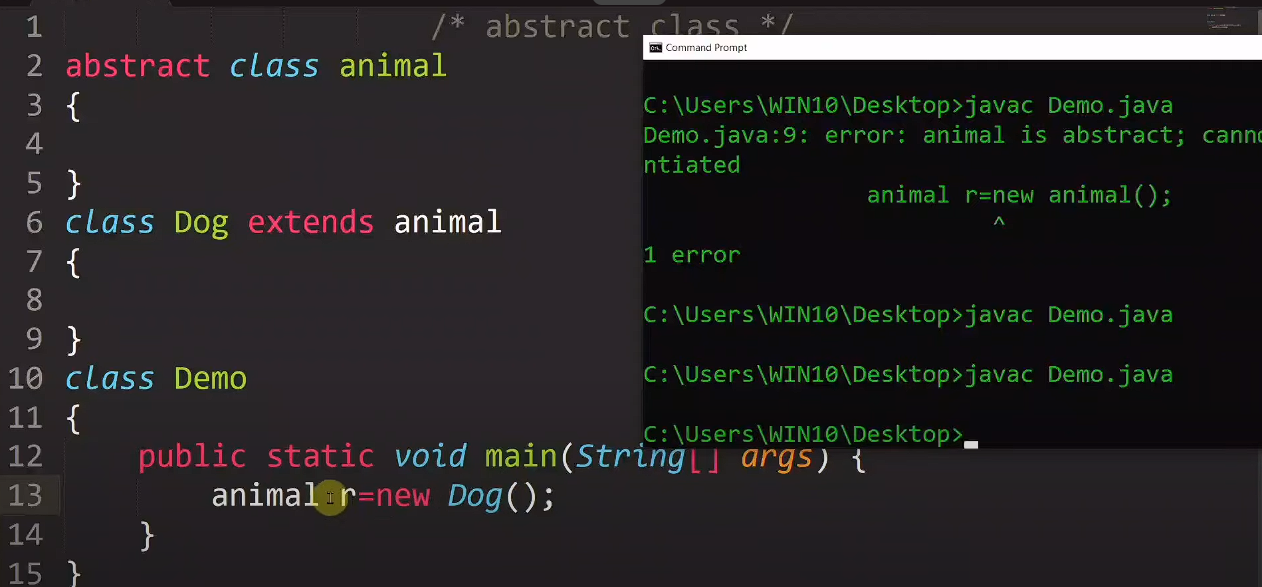 1 /* abstract class */
2 abstract class animal
3 {
4
5 }
6 class Dog extends animal
7 {
8
9 }
10 class Demo
11 {
12 public static void main(String[] args) {
13 animal r=new Dog();
14 }
15 }
Command Prompt
C:\Users\WIN10\Desktop>javac Demo.java
Demo.java:9: error: animal is abstract; canno
ntiated
animal r=new animal();
^
1 error
C:\Users\WIN10\Desktop>javac Demo.java
C:\Users\WIN10\Desktop>javac Demo.java
C:\Users\WIN10\Desktop>